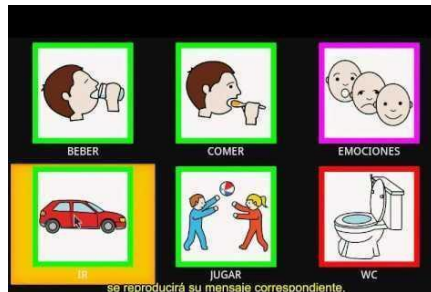 BEBER
COMER
EMOCIONES
IR
JUGAR
WC
se reproducirá su mensaje correspondiente.